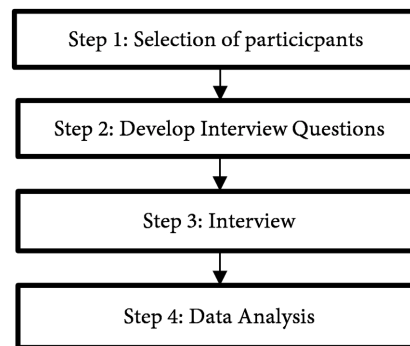 Step 1: Selection of particicpants
Step 2: Develop Interview Questions
Step 3: Interview
Step 4: Data Analysis